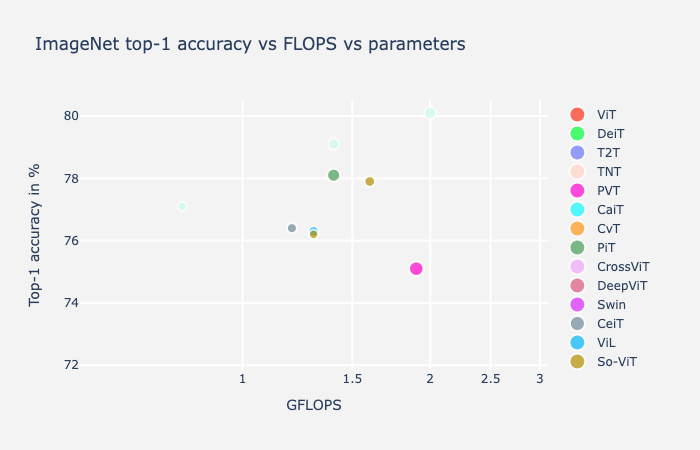 ImageNet top-1 accuracy vs FLOPS vs parameters
80
78
76
74
72
Top-1 accuracy in %
1
1.5
2
2.5
3
GFLOPS
ViT
DeiT
T2T
TNT
PVT
CaiT
CvT
PiT
CrossViT
DeepViT
Swin
CeiT
ViL
So-ViT